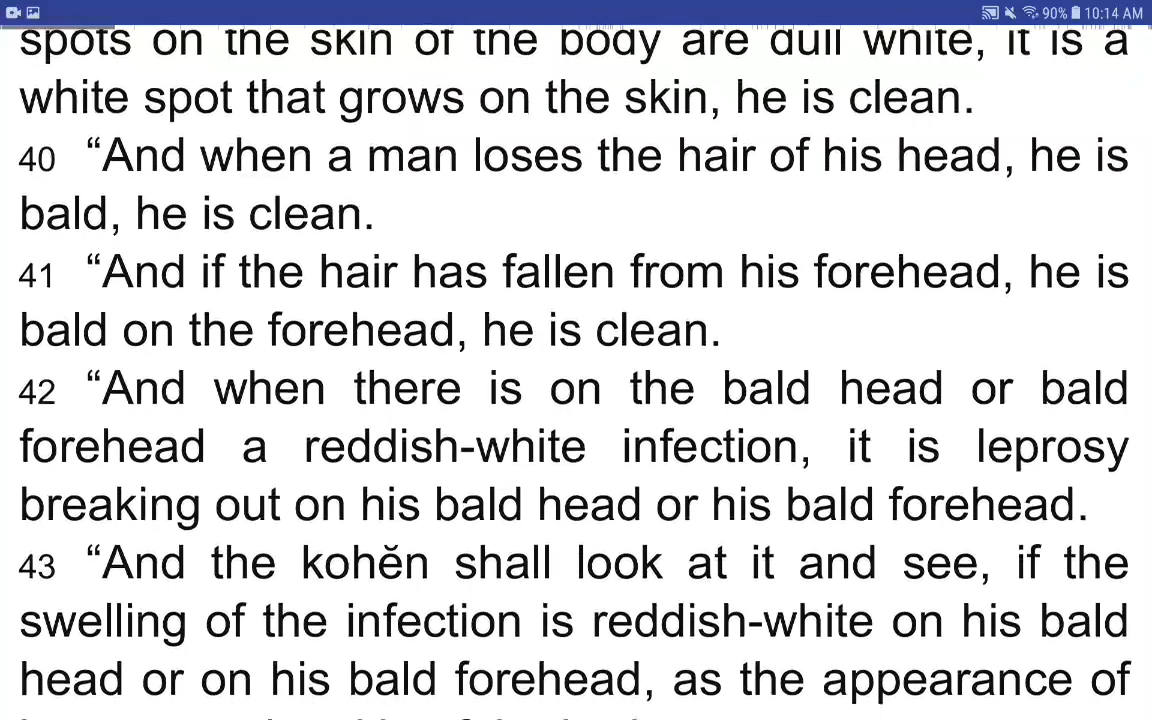 90% 10:14 AM
spots on the skin of the body are dull white, it is a
white spot that grows on the skin, he is clean.
40 “And when a man loses the hair of his head, he is
bald, he is clean.
41 “And if the hair has fallen from his forehead, he is
bald on the forehead, he is clean.
42 “And when there is on the bald head or bald
forehead a reddish-white infection, it is leprosy
breaking out on his bald head or his bald forehead.
43 “And the kohĕn shall look at it and see, if the
swelling of the infection is reddish-white on his bald
head or on his bald forehead, as the appearance of